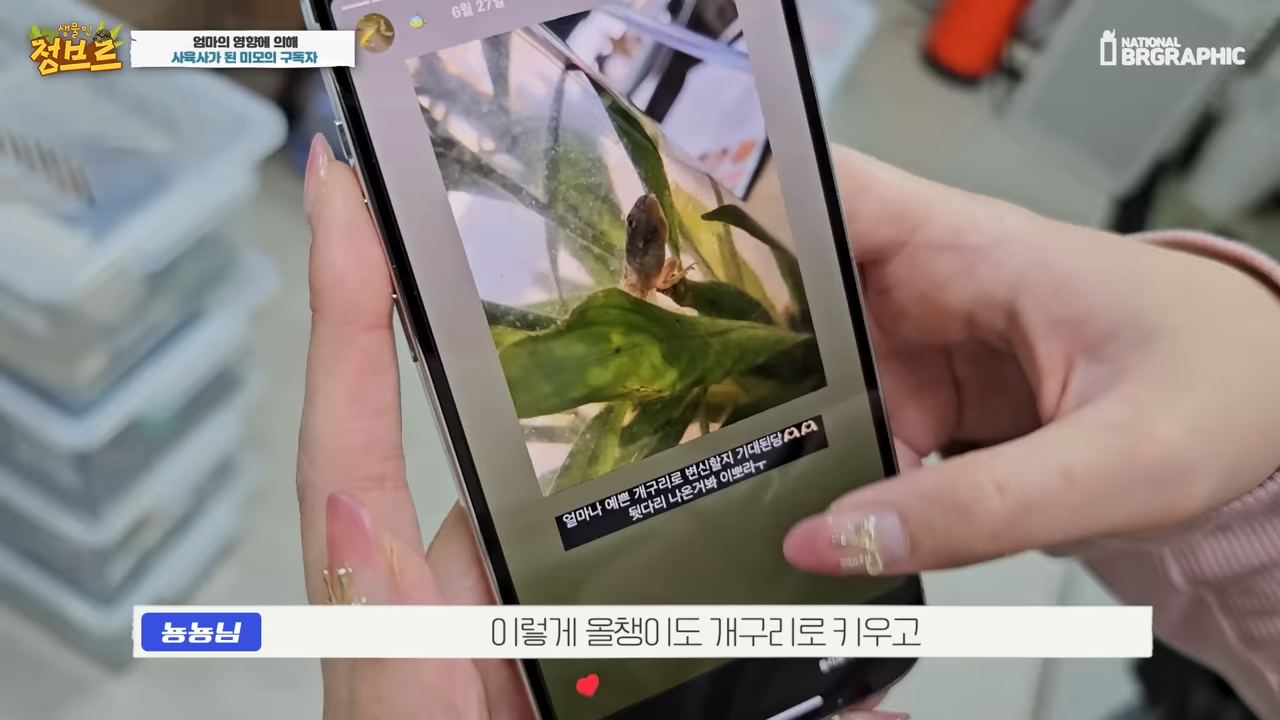 생물인
정브르
엄마의 영향에 의해
사육사가 된 미모의 구독자
NATIONAL
BRGRAPHIC
6월 27일
얼마나 예쁜 개구리로 변신할지 기대된당🫶🏻🫶🏻
뒷다리 나온거봐 이뽀라ㅜ
뇽뇽님
이렇게 올챙이도 개구리로 키우고